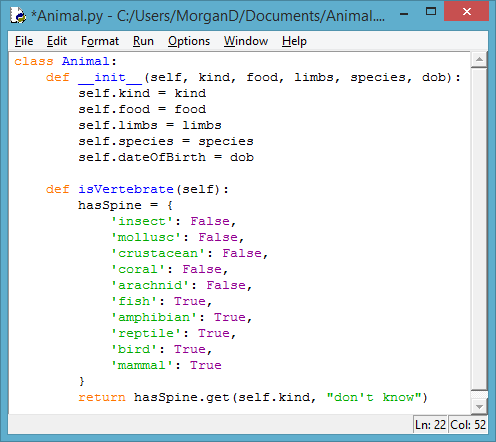 *Animal.py - C:/Users/MorganD/Documents/Animal....
File Edit Format Run Options Window Help
class Animal:
    def __init__(self, kind, food, limbs, species, dob):
        self.kind = kind
        self.food = food
        self.limbs = limbs
        self.species = species
        self.dateOfBirth = dob

    def isVertebrate(self):
        hasSpine = {
            'insect': False,
            'mollusc': False,
            'crustacean': False,
            'coral': False,
            'arachnid': False,
            'fish': True,
            'amphibian': True,
            'reptile': True,
            'bird': True,
            'mammal': True
        }
        return hasSpine.get(self.kind, "don't know")
Ln: 22 Col: 52